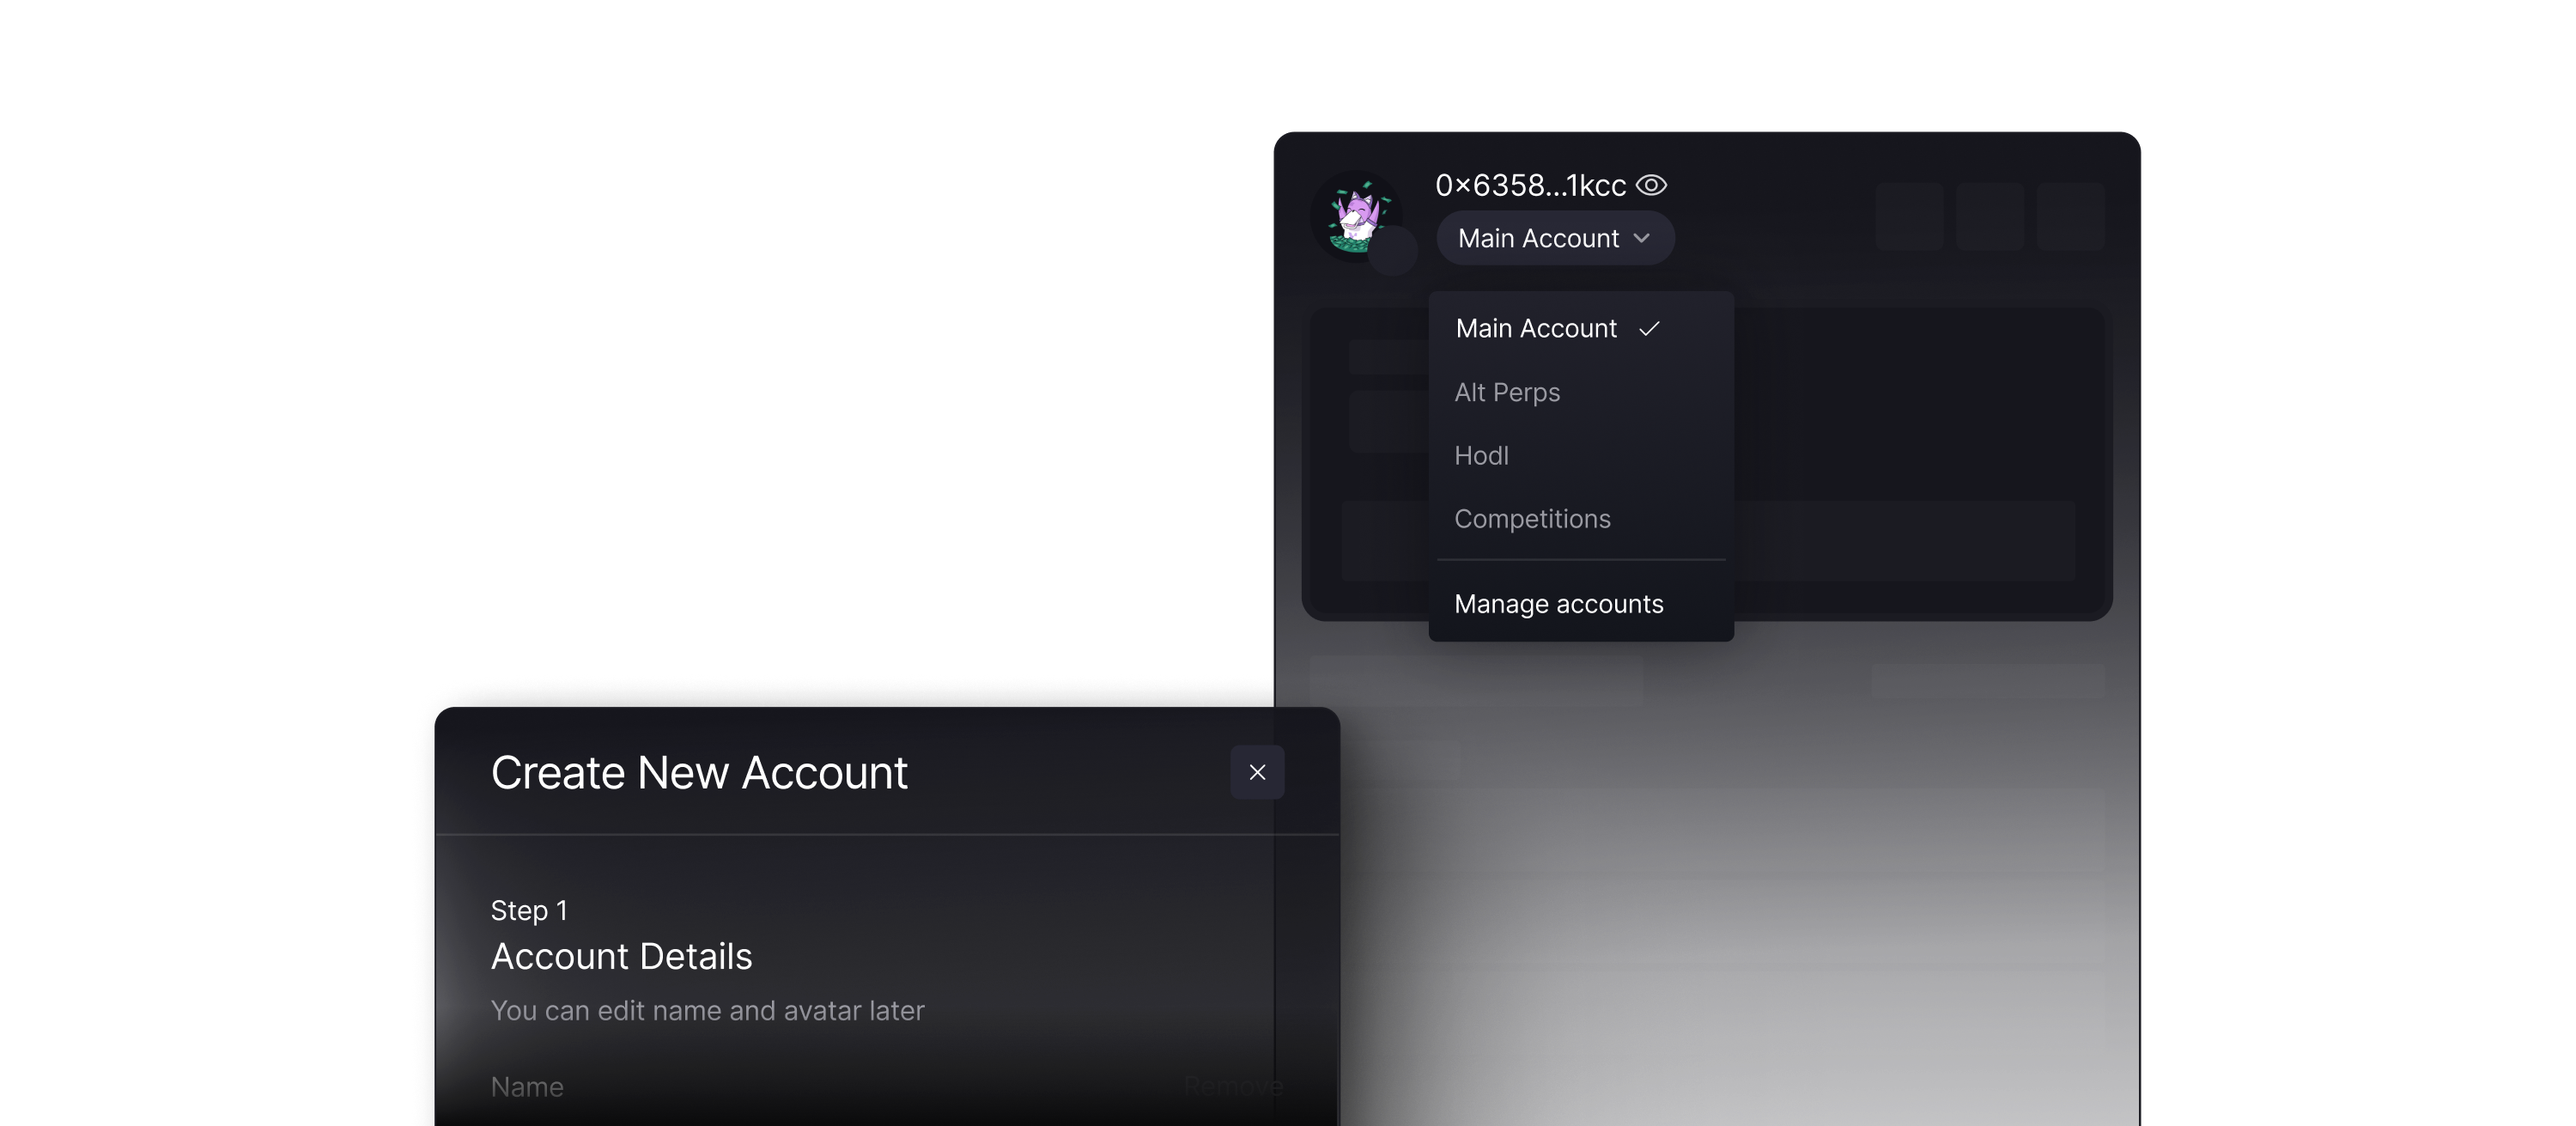 0×6358...1kcc
Main Account
Main Account
Alt Perps
Hodl
Competitions
Manage accounts
Create New Account
Step 1
Account Details
You can edit name and avatar later
Name
Remove